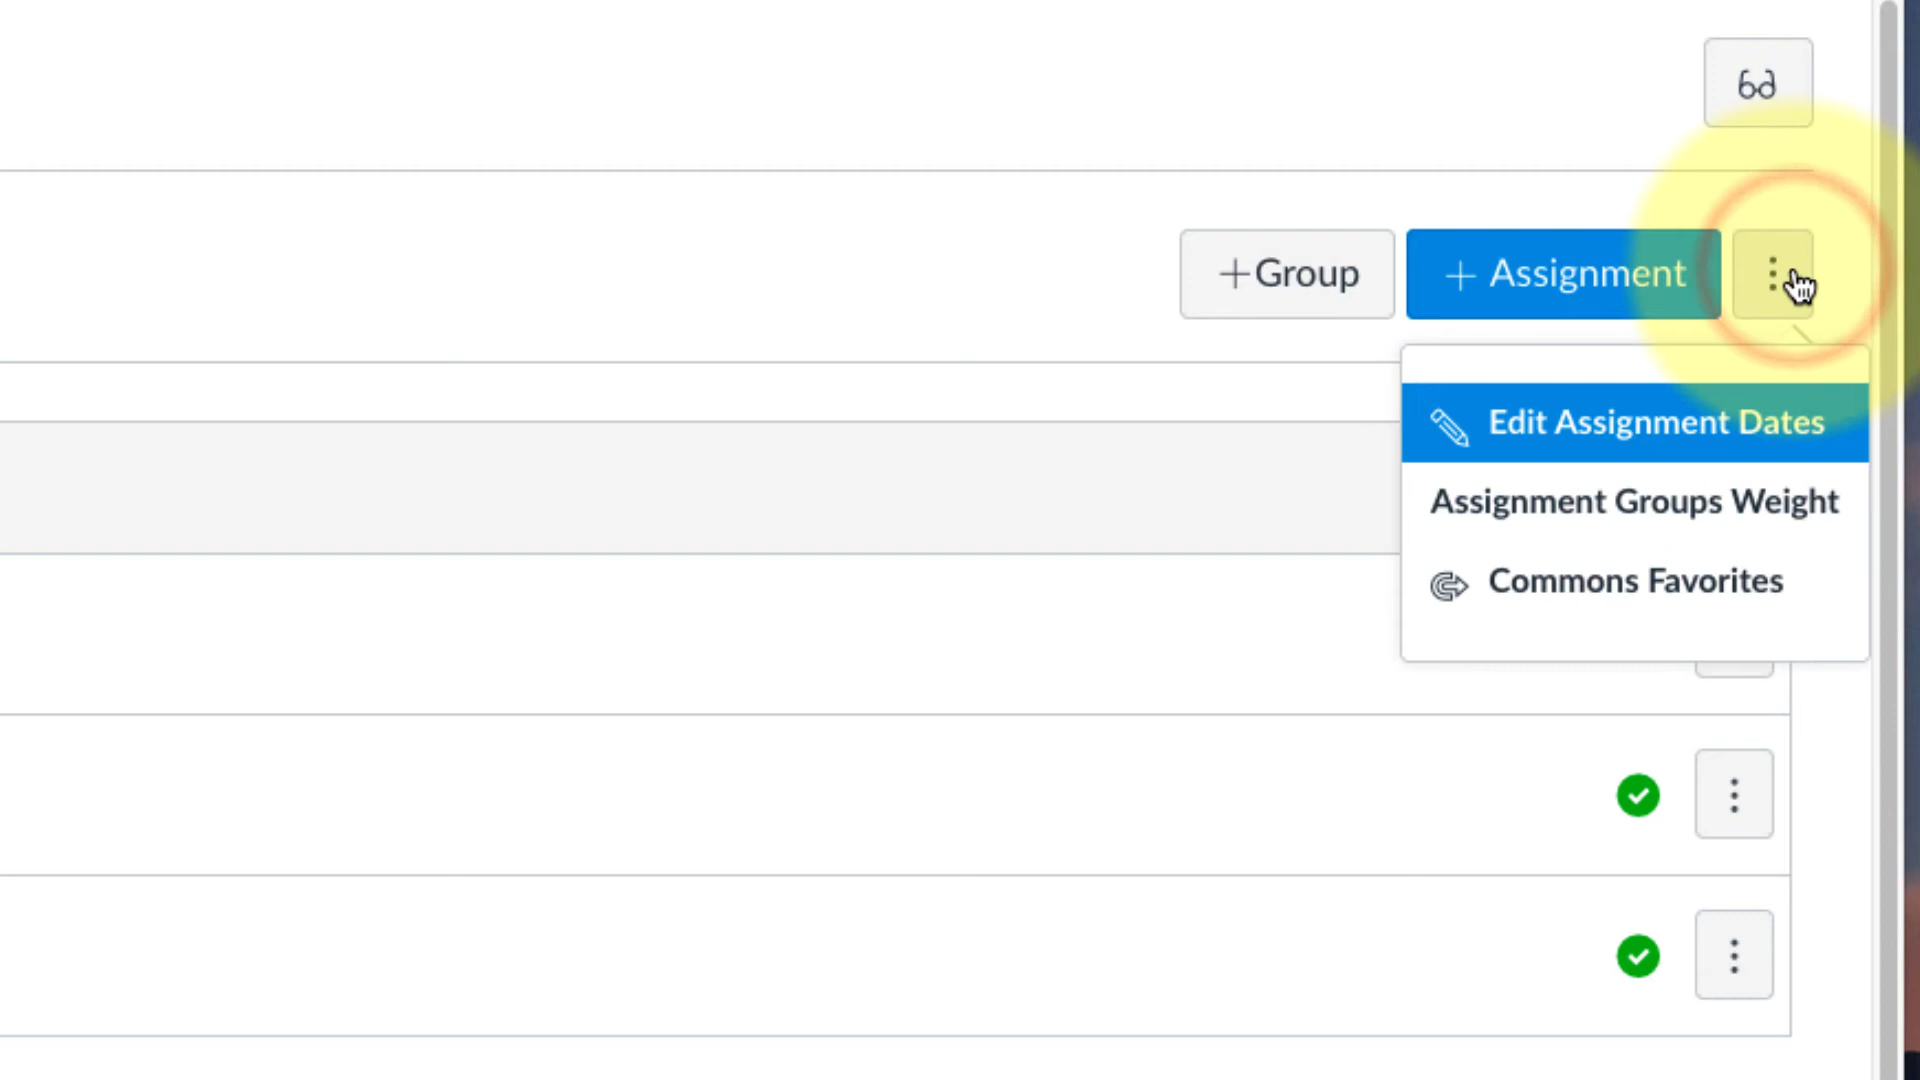 +Group
+ Assignment
Edit Assignment Dates
Assignment Groups Weight
Commons Favorites